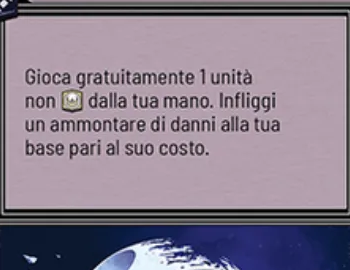 Gioca gratuitamente 1 unità
non dalla tua mano. Infliggi
un ammontare di danni alla tua
base pari al suo costo.